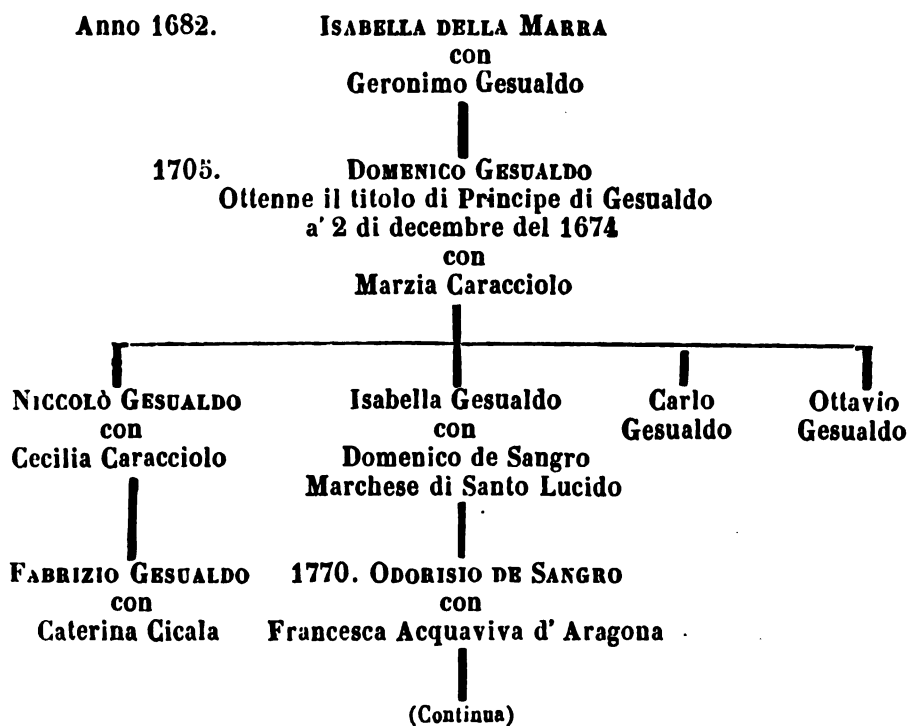 Anno 1682. ISABELLA DELLA MARRA
con
Geronimo Gesualdo
1705. DOMENICO GESUALDO
Ottenne il titolo di Principe di Gesualdo
a' 2 di decembre del 1674
con
Marzia Caracciolo
NICCOLÒ GESUALDO
con
Cecilia Caracciolo
Isabella Gesualdo
con
Domenico de Sangro
Marchese di Santo Lucido
Carlo
Gesualdo
Ottavio
Gesualdo
FABRIZIO GESUALDO
con
Caterina Cicala
1770. ODORISIO DE SANGRO
con
Francesca Acquaviva d' Aragona
(Continua)